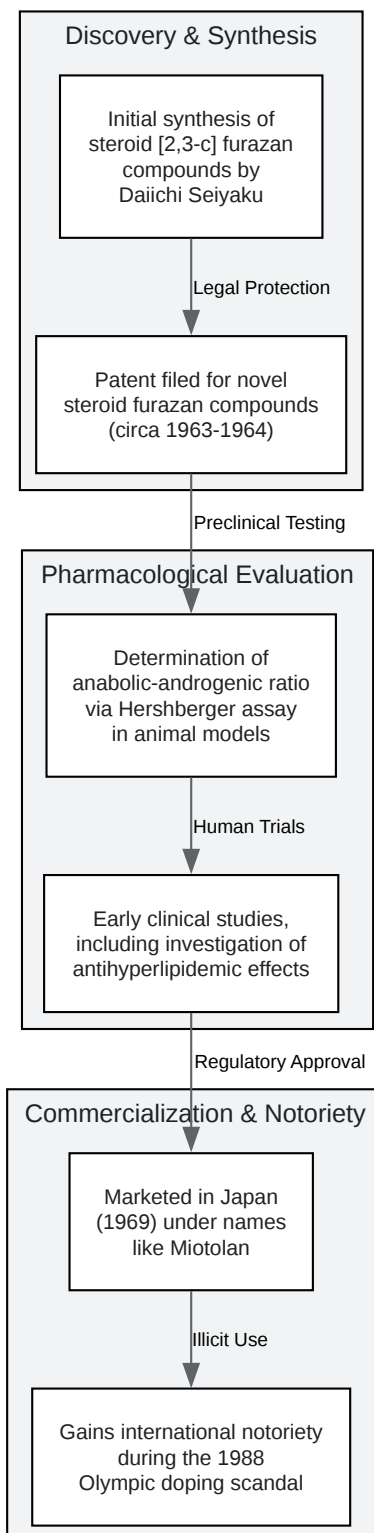 Discovery & Synthesis
Initial synthesis of
steroid [2,3-c] furazan
compounds by
Daiichi Seiyaku
Legal Protection
Patent filed for novel
steroid furazan compounds
(circa 1963-1964)
Preclinical Testing
Pharmacological Evaluation
Determination of
anabolic-androgenic ratio
via Hershberger assay
in animal models
Human Trials
Early clinical studies,
including investigation of
antihyperlipidemic effects
Regulatory Approval
Commercialization & Notoriety
Marketed in Japan
(1969) under names
like Miotolan
Illicit Use
Gains international notoriety
during the 1988
Olympic doping scandal